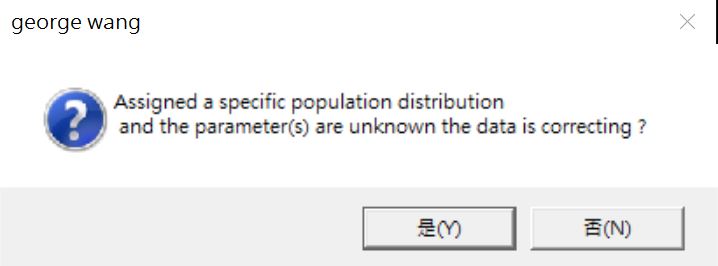 george wang
Assigned a specific population distribution
and the parameter(s) are unknown the data is correcting ?
是(Y)
否(N)